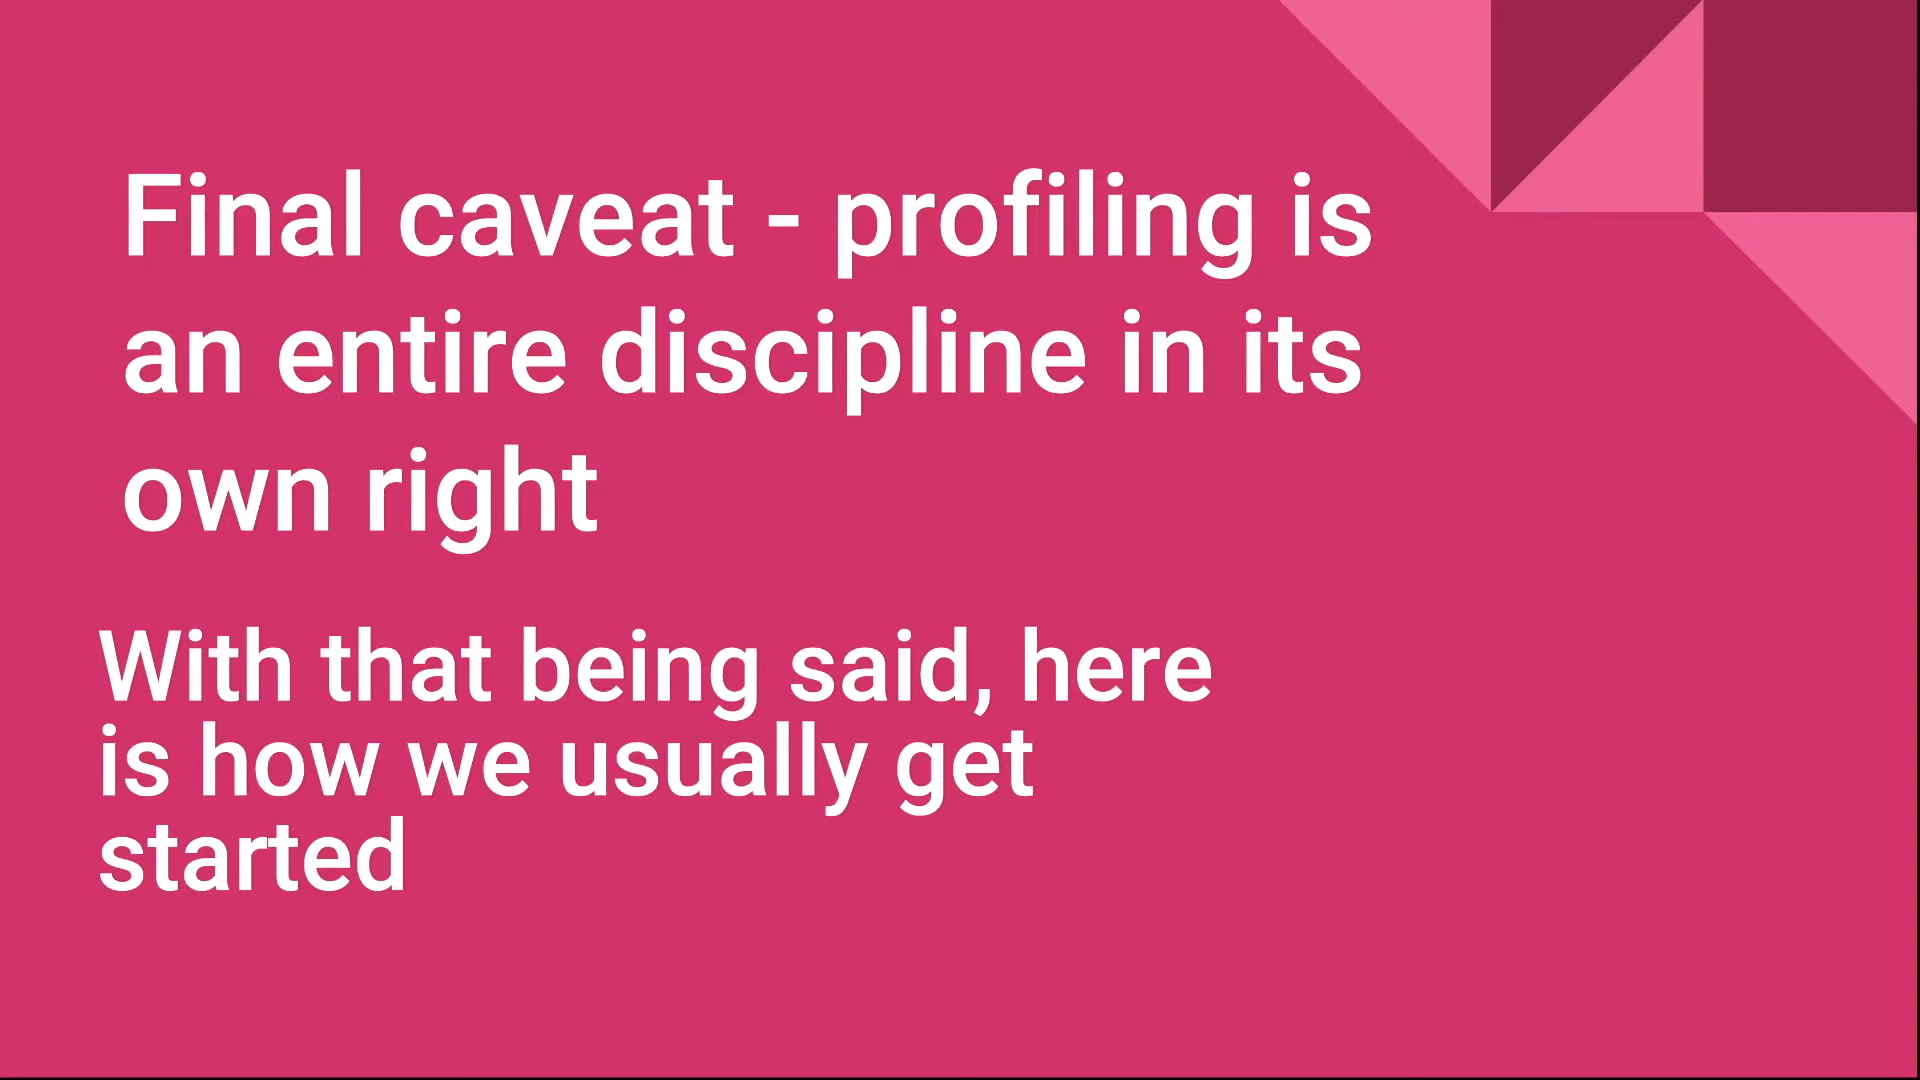 Final caveat - profiling is
an entire discipline in its
own right
With that being said, here
is how we usually get
started